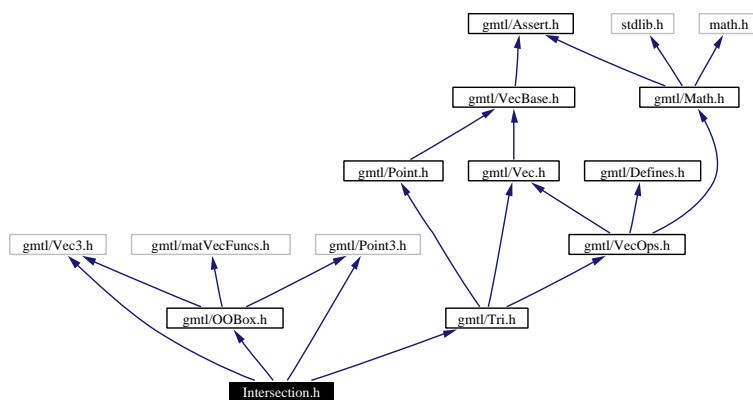 gmtl/Assert.h
stdlib.h
math.h
gmtl/VecBase.h
gmtl/Math.h
gmtl/Point.h
gmtl/Vec.h
gmtl/Defines.h
gmtl/Vec3.h
gmtl/matVecFuncs.h
gmtl/Point3.h
gmtl/VecOps.h
gmtl/OOBox.h
gmtl/Tri.h
Intersection.h